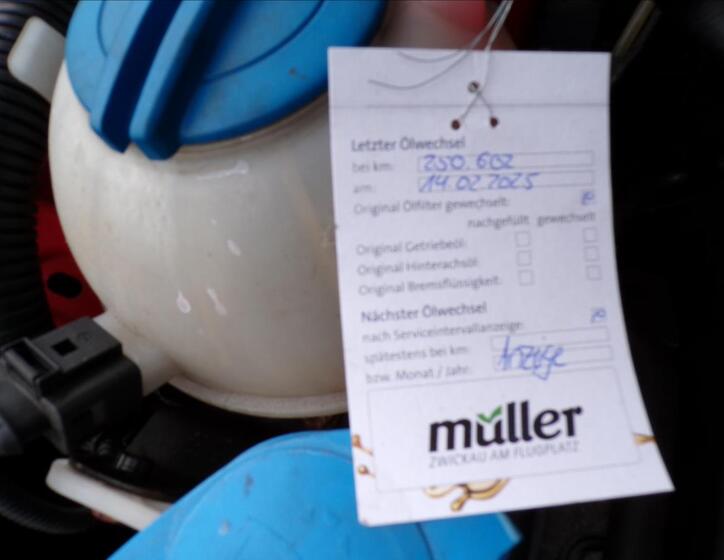 Letzter Ölwechsel
bei km: 250.602
am: 14.02.2025
Original Ölfilter gewechselt:
nachgefüllt gewechselt
Original Getriebeöl:
Original Hinterachsöl:
Original Bremsflüssigkeit:
Nächster Ölwechsel
nach Serviceintervallanzeige:
spätestens bei km: Anzeige
bzw. Monat / Jahr:
müller
ZWICKAU AM FLUGPLATZ